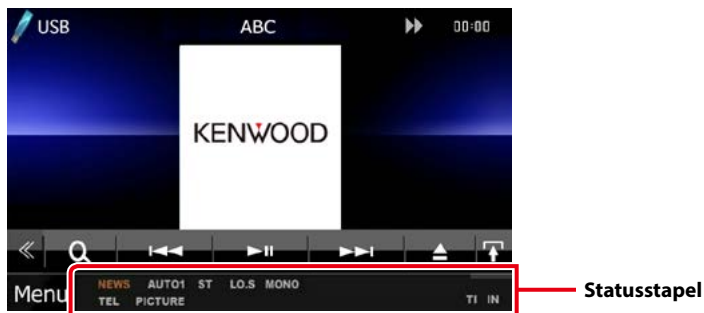 USB ABC 00:00
KENWOOD
Menu
NEWS AUTO1 ST LO.S MONO
TEL PICTURE TI IN
Statusstapel